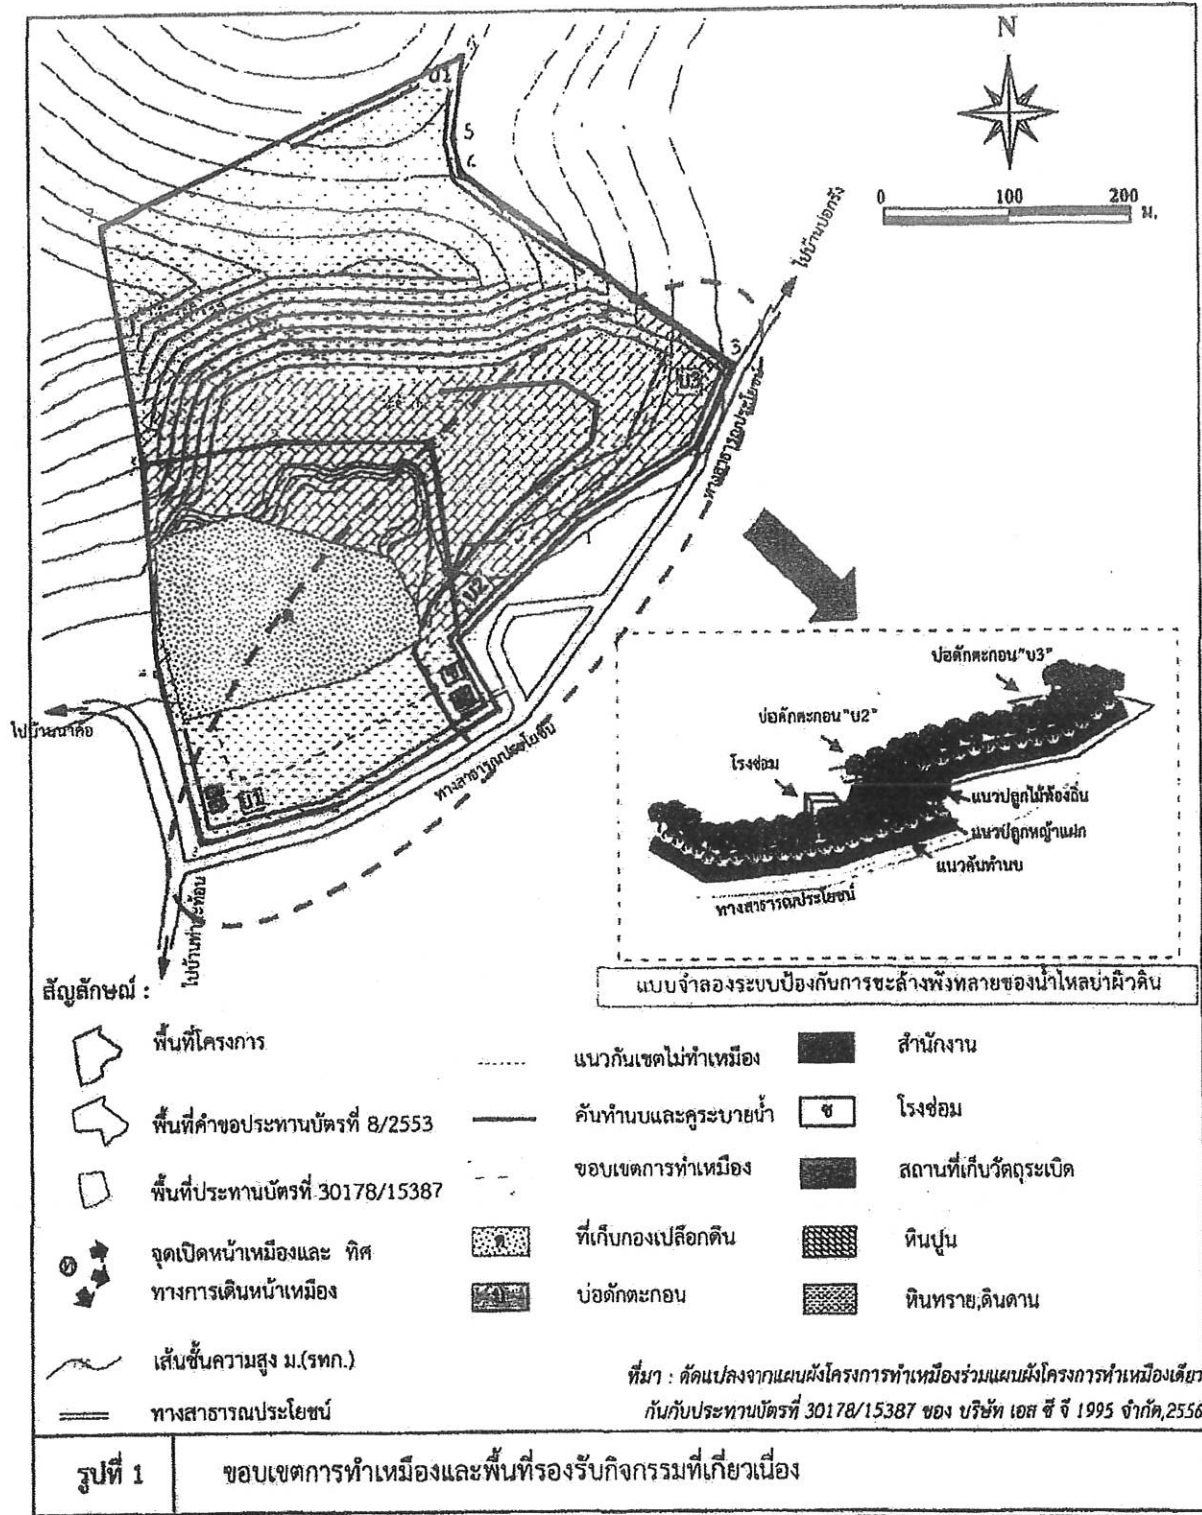 N
0 100 200 ม.
ไปบ้านบ่อกรัง
ทางสาธารณประโยชน์
5
3
บ3
บ2
ช
บ1
ทางสาธารณประโยชน์
ไปบ้านนาค้อ
ไปบ้านท่าสะท้อน
บ่อดักตะกอน"บ3"
บ่อดักตะกอน"บ2"
โรงซ่อม
แนวปลูกไม้ท้องถิ่น
แนวปลูกหญ้าแฝก
แนวคันทำนบ
ทางสาธารณประโยชน์
แบบจำลองระบบป้องกันการชะล้างพังทลายของน้ำไหลบ่าผิวดิน
สัญลักษณ์ :
พื้นที่โครงการ
พื้นที่คำขอประทานบัตรที่ 8/2553
พื้นที่ประทานบัตรที่ 30178/15387
จุดเปิดหน้าเหมืองและ ทิศ
ทางการเดินหน้าเหมือง
เส้นชั้นความสูง ม.(รทก.)
ทางสาธารณประโยชน์
แนวกันเขตไม่ทำเหมือง
คันทำนบและคูระบายน้ำ
ขอบเขตการทำเหมือง
ด ที่เก็บกองเปลือกดิน
บ่อดักตะกอน
สำนักงาน
ซ โรงซ่อม
สถานที่เก็บวัตถุระเบิด
หินปูน
หินทราย,ดินดาน
ที่มา : ดัดแปลงจากแผนผังโครงการทำเหมืองร่วมแผนผังโครงการทำเหมืองเดียว
กันกับประทานบัตรที่ 30178/15387 ของ บริษัท เอส ซี จี 1995 จำกัด,2556
รูปที่ 1 ขอบเขตการทำเหมืองและพื้นที่รองรับกิจกรรมที่เกี่ยวเนื่อง